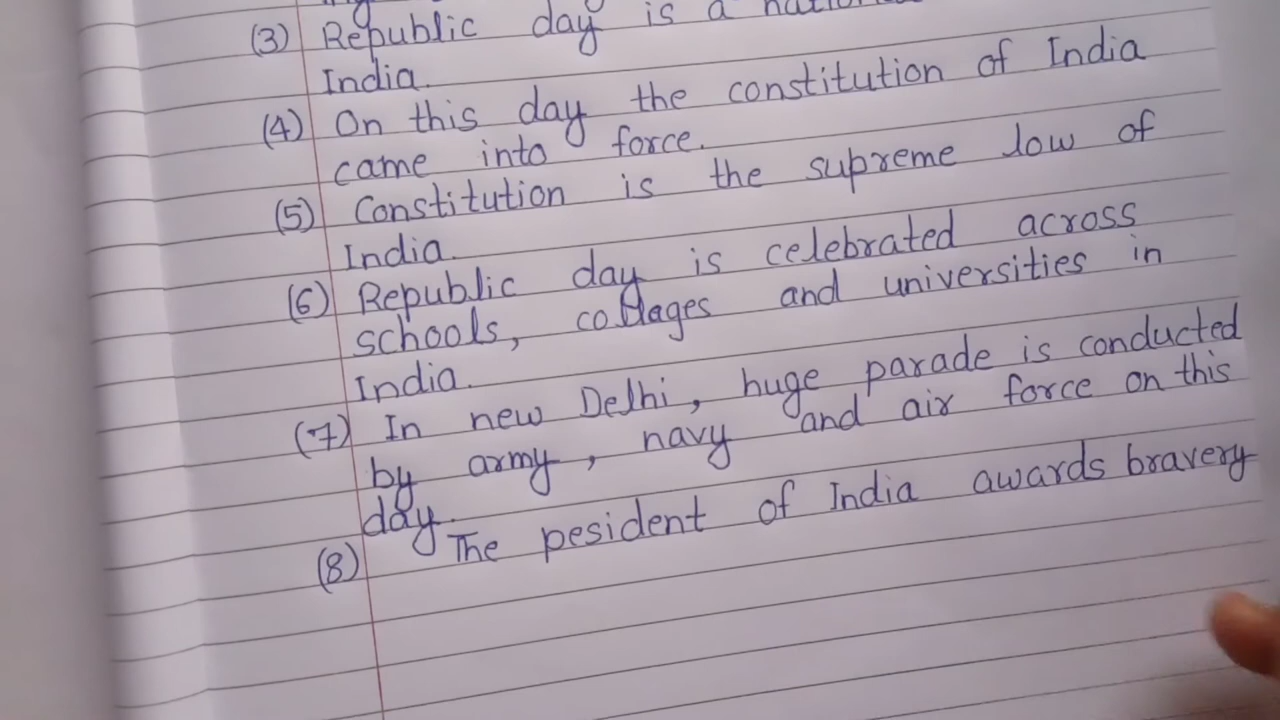 (3) Republic day is a
India.
(4) On this day the constitution of India
came into force.
(5) Constitution is the supreme low of
India.
(6) Republic day is celebrated across
schools, collages and universities in
India.
(7) In new Delhi, huge parade is conducted
by army, navy and air force on this
day.
(8) The pesident of India awards bravery